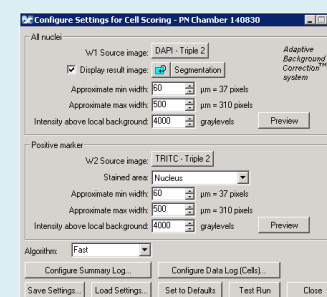 Configure Settings for Cell Scoring - PN Chamber 140830
All nuclei
W1 Source image: DAPI - Triple 2
Adaptive
Background
Correction™
system
Display result image: Segmentation
Approximate min width: 60 µm = 37 pixels
Approximate max width: 500 µm = 310 pixels
Intensity above local background: 4000 graylevels Preview
Positive marker
W2 Source image: TRITC - Triple 2
Stained area: Nucleus
Approximate min width: 60 µm = 37 pixels
Approximate max width: 500 µm = 310 pixels
Intensity above local background: 4000 graylevels Preview
Algorithm: Fast
Configure Summary Log... Configure Data Log (Cells)...
Save Settings... Load Settings... Set to Defaults Test Run Close